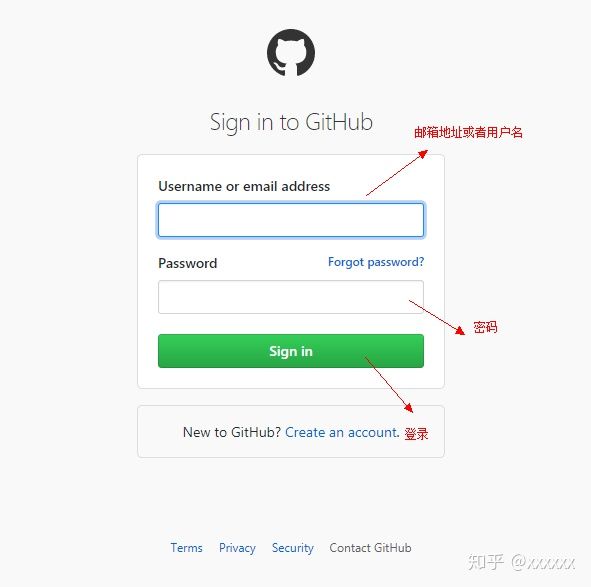 Sign in to GitHub
邮箱地址或者用户名
Username or email address
Password Forgot password?
密码
Sign in
New to GitHub? Create an account. 登录
Terms Privacy Security Contact GitHub
知乎 @xxxxxx